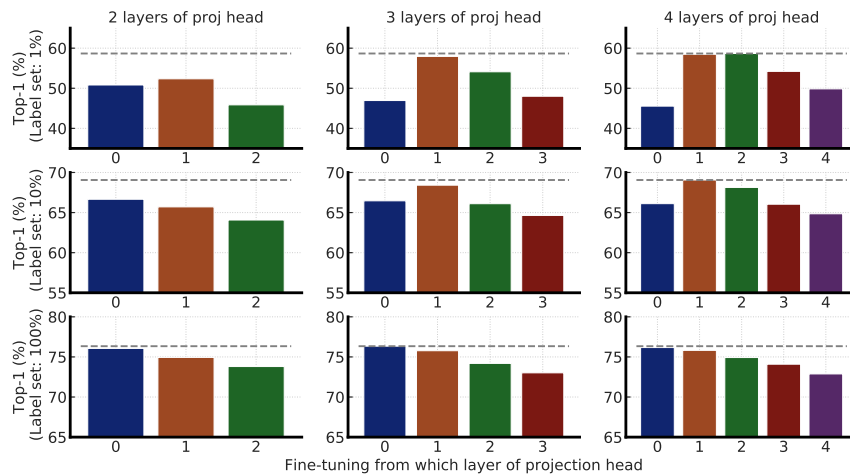 2 layers of proj head
3 layers of proj head
4 layers of proj head
Top-1 (%)
(Label set: 1%)
60
50
40
0 1 2
60
50
40
0 1 2 3
60
50
40
0 1 2 3 4
Top-1 (%)
(Label set: 10%)
70
65
60
55
0 1 2
70
65
60
55
0 1 2 3
70
65
60
55
0 1 2 3 4
Top-1 (%)
(Label set: 100%)
80
75
70
65
0 1 2
80
75
70
65
0 1 2 3
80
75
70
65
0 1 2 3 4
Fine-tuning from which layer of projection head